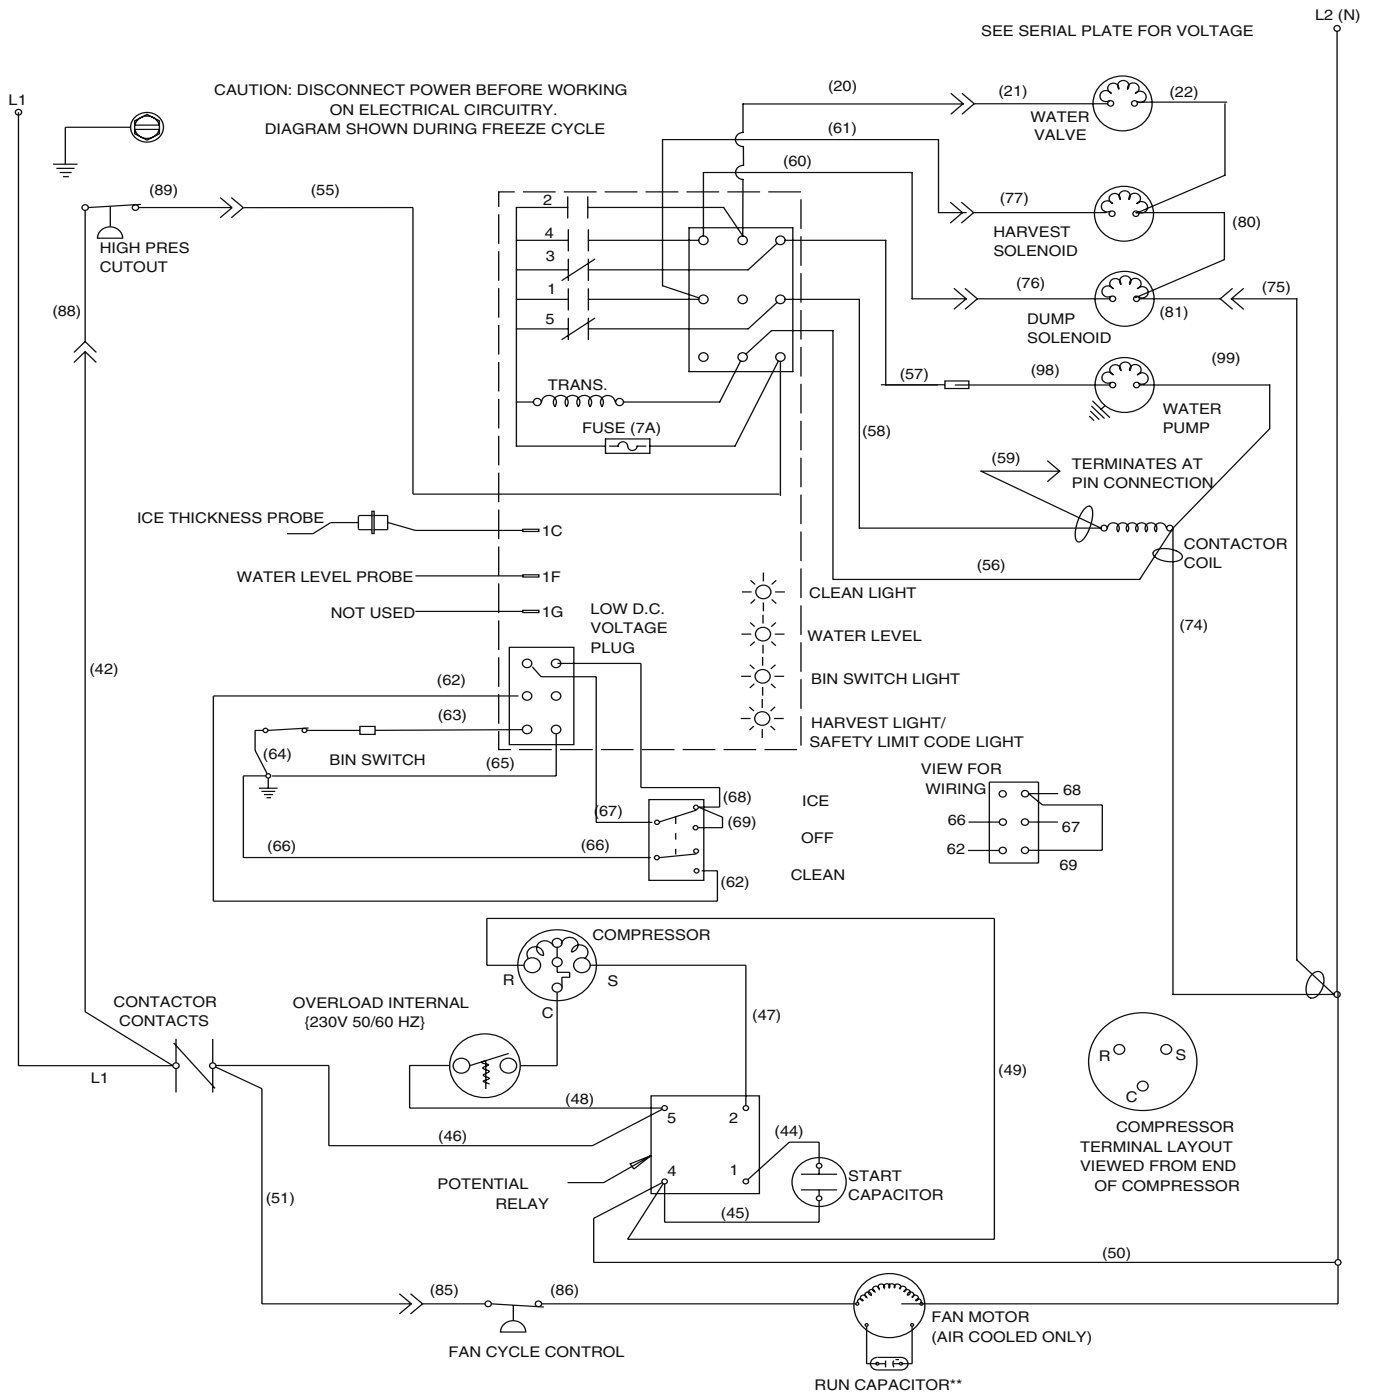 L2 (N)
SEE SERIAL PLATE FOR VOLTAGE
L1
CAUTION: DISCONNECT POWER BEFORE WORKING
ON ELECTRICAL CIRCUITRY.
DIAGRAM SHOWN DURING FREEZE CYCLE
(20)
(21)
(22)
WATER
VALVE
(61)
(60)
(89)
(55)
HIGH PRES
CUTOUT
2
4
3
1
5
(77)
HARVEST
SOLENOID
(80)
(76)
(75)
(81)
DUMP
SOLENOID
(88)
TRANS.
FUSE (7A)
(57)
(98)
(99)
WATER
PUMP
(58)
(59)
TERMINATES AT
PIN CONNECTION
ICE THICKNESS PROBE
1C
CONTACTOR
COIL
(56)
WATER LEVEL PROBE
1F
NOT USED
1G
LOW D.C.
VOLTAGE
PLUG
CLEAN LIGHT
WATER LEVEL
BIN SWITCH LIGHT
HARVEST LIGHT/
SAFETY LIMIT CODE LIGHT
(74)
(42)
(62)
(63)
(64)
BIN SWITCH
(65)
VIEW FOR
WIRING
68
66
67
62
69
(67)
(68)
(69)
ICE
OFF
CLEAN
(66)
(66)
(62)
COMPRESSOR
R
S
C
OVERLOAD INTERNAL
{230V 50/60 HZ}
CONTACTOR
CONTACTS
(47)
(49)
L1
(48)
(46)
5
2
4
1
(44)
START
CAPACITOR
(45)
POTENTIAL
RELAY
R
S
C
COMPRESSOR
TERMINAL LAYOUT
VIEWED FROM END
OF COMPRESSOR
(51)
(50)
(85)
(86)
FAN CYCLE CONTROL
FAN MOTOR
(AIR COOLED ONLY)
RUN CAPACITOR**